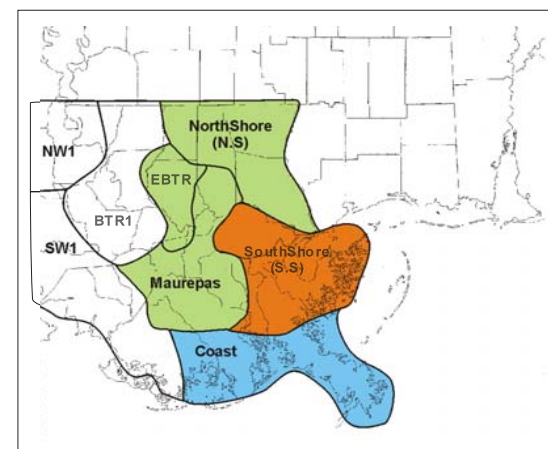 NorthShore
(N.S)
NW1
EBTR
BTR1
SW1
SouthShore
(S.S)
Maurepas
Coast